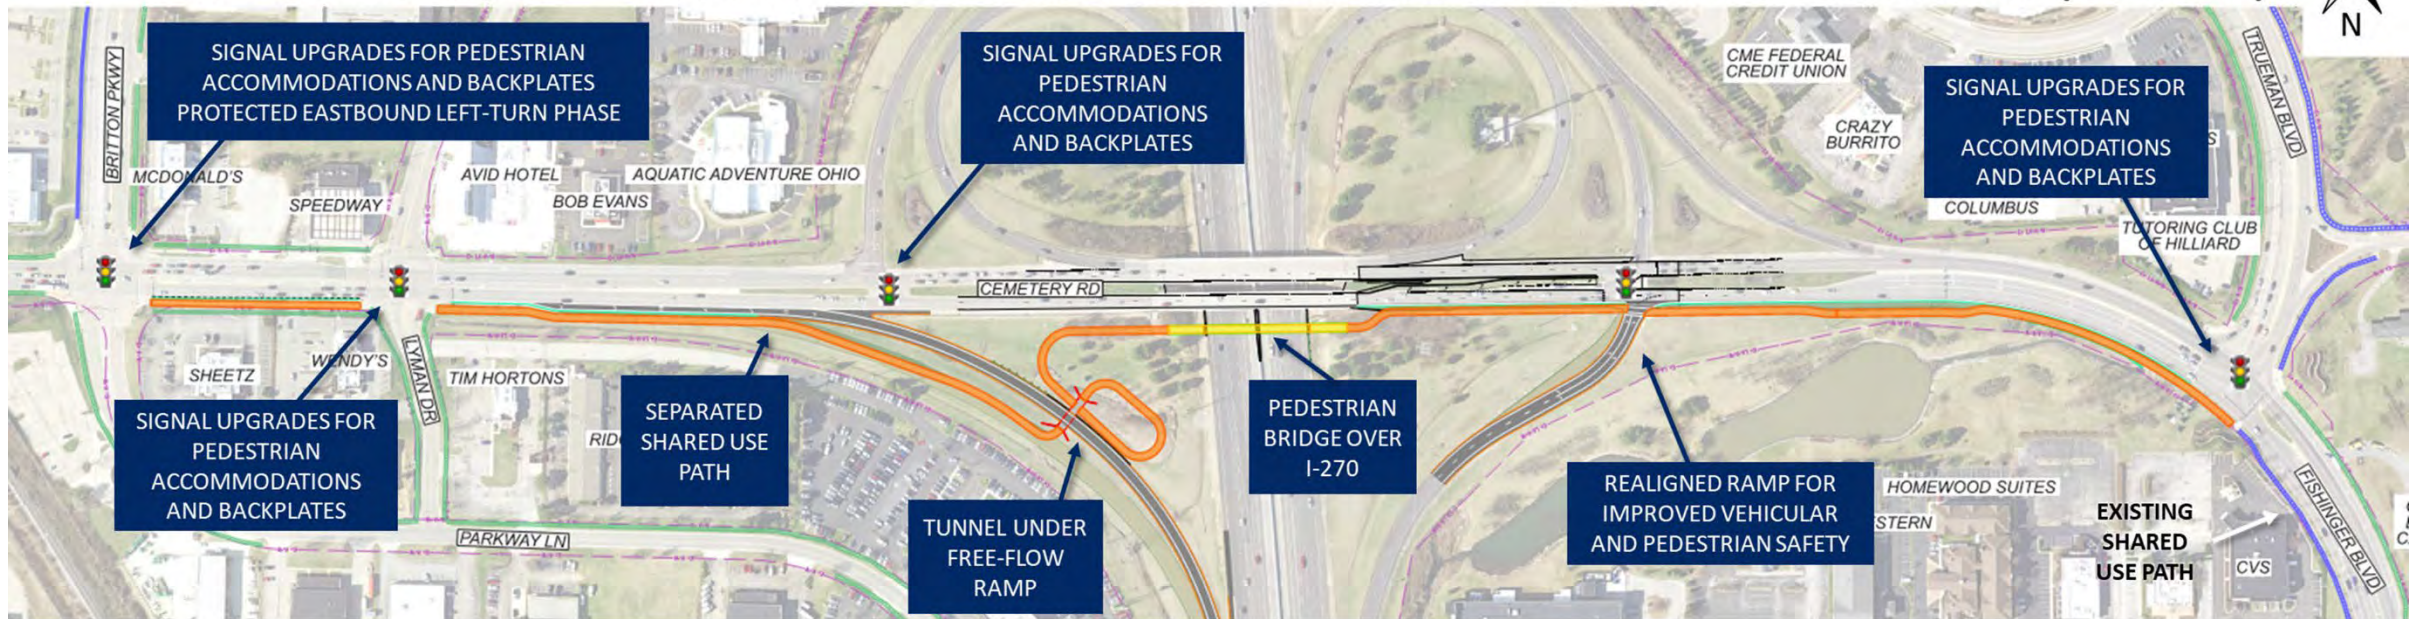 N
SIGNAL UPGRADES FOR PEDESTRIAN
ACCOMMODATIONS AND BACKPLATES
PROTECTED EASTBOUND LEFT-TURN PHASE
SIGNAL UPGRADES FOR
PEDESTRIAN
ACCOMMODATIONS
AND BACKPLATES
SIGNAL UPGRADES FOR
PEDESTRIAN
ACCOMMODATIONS
AND BACKPLATES
BRITTON PKWY
MCDONALD'S
SPEEDWAY
AVID HOTEL
BOB EVANS
AQUATIC ADVENTURE OHIO
CME FEDERAL
CREDIT UNION
CRAZY
BURRITO
COLUMBUS
TRUEMAN BLVD
TUTORING CLUB
OF HILLIARD
CEMETERY RD
SHEETZ
WENDY'S
LYMAN DR
TIM HORTONS
SIGNAL UPGRADES FOR
PEDESTRIAN
ACCOMMODATIONS
AND BACKPLATES
SEPARATED
SHARED USE
PATH
TUNNEL UNDER
FREE-FLOW
RAMP
PEDESTRIAN
BRIDGE OVER
I-270
REALIGNED RAMP FOR
IMPROVED VEHICULAR
AND PEDESTRIAN SAFETY
PARKWAY LN
HOMEWOOD SUITES
EXISTING
SHARED
USE PATH
CVS
FISHINGER BLVD